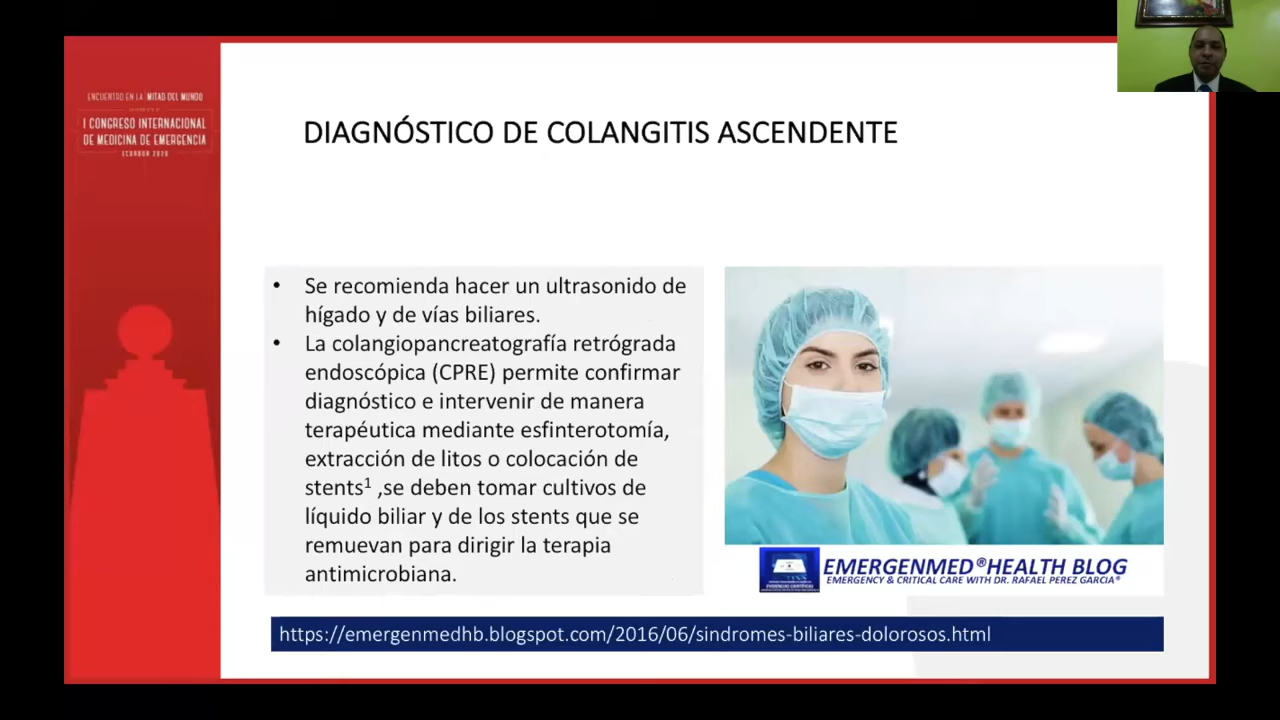 ENCUENTRO EN LA MITAD DEL MUNDO
I CONGRESO INTERNACIONAL
DE MEDICINA DE EMERGENCIA
ECUADOR 2020
DIAGNÓSTICO DE COLANGITIS ASCENDENTE
• Se recomienda hacer un ultrasonido de
hígado y de vías biliares.
• La colangiopancreatografía retrógrada
endoscópica (CPRE) permite confirmar
diagnóstico e intervenir de manera
terapéutica mediante esfinterotomía,
extracción de litos o colocación de
stents¹ ,se deben tomar cultivos de
líquido biliar y de los stents que se
remuevan para dirigir la terapia
antimicrobiana.
EMERGENMED®HEALTH BLOG
EMERGENCY & CRITICAL CARE WITH DR. RAFAEL PEREZ GARCIA®
https://emergenmedhb.blogspot.com/2016/06/sindromes-biliares-dolorosos.html